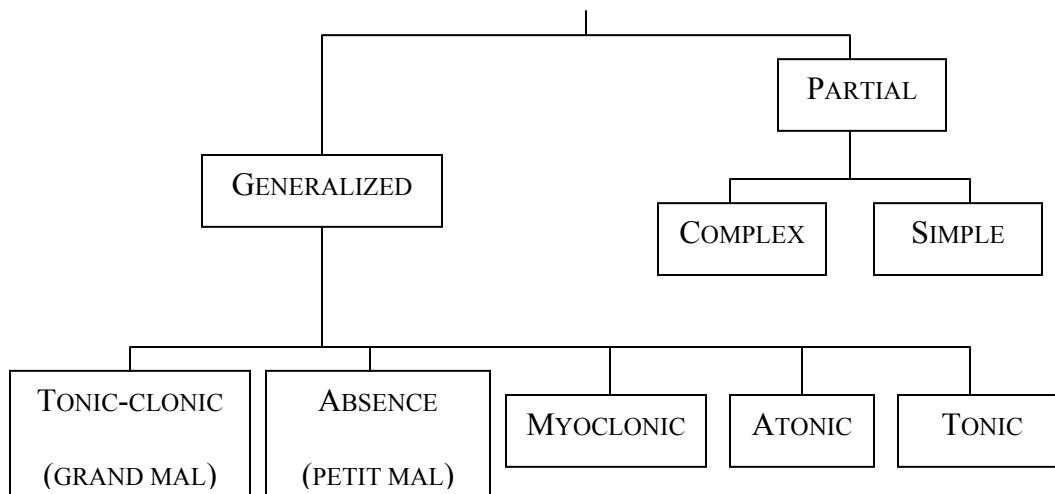 PARTIAL
GENERALIZED
COMPLEX SIMPLE
TONIC-CLONIC
(GRAND MAL)
ABSENCE
(PETIT MAL)
MYOCLONIC
ATONIC
TONIC